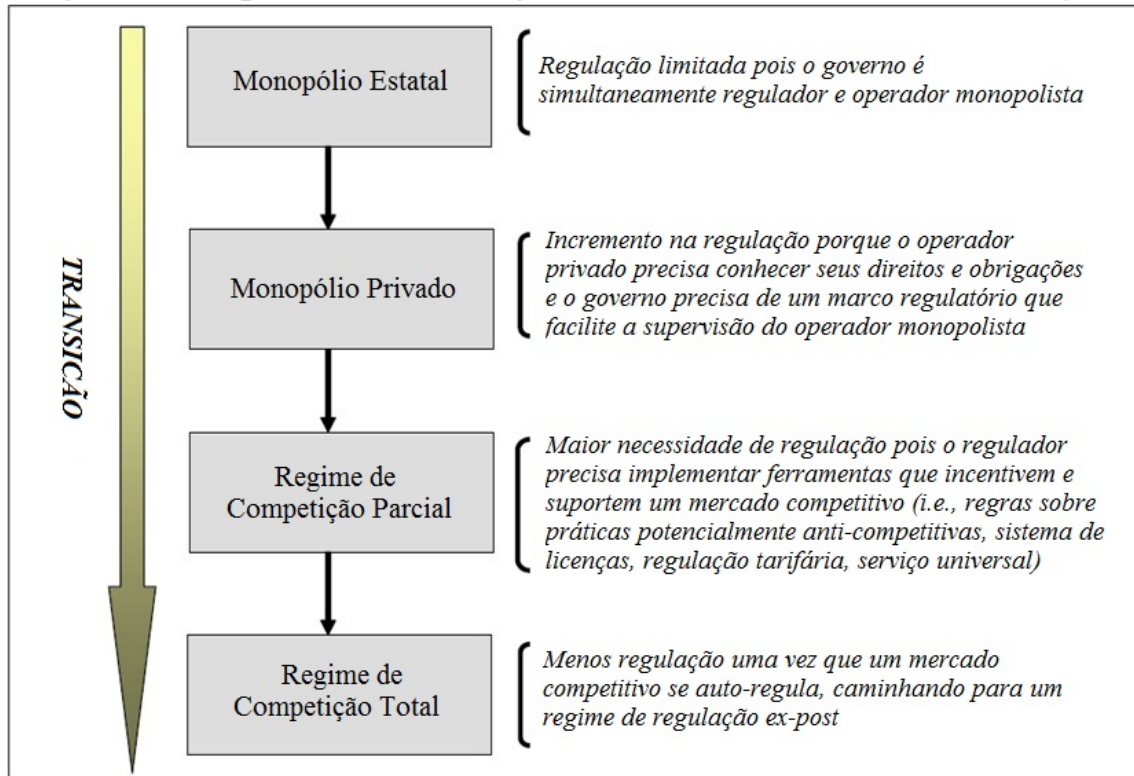 TRANSIÇÃO
Monopólio Estatal
Regulação limitada pois o governo é
simultaneamente regulador e operador monopolista
Monopólio Privado
Incremento na regulação porque o operador
privado precisa conhecer seus direitos e obrigações
e o governo precisa de um marco regulatório que
facilite a supervisão do operador monopolista
Regime de
Competição Parcial
Maior necessidade de regulação pois o regulador
precisa implementar ferramentas que incentivem e
suportem um mercado competitivo (i.e., regras sobre
práticas potencialmente anti-competitivas, sistema de
licenças, regulação tarifária, serviço universal)
Regime de
Competição Total
Menos regulação uma vez que um mercado
competitivo se auto-regula, caminhando para um
regime de regulação ex-post